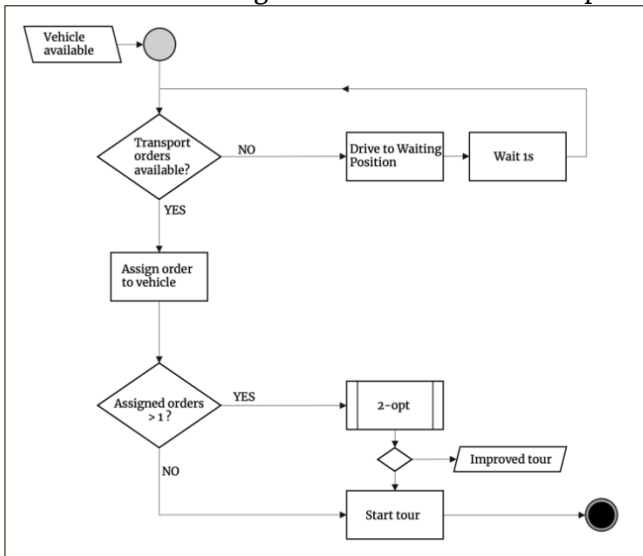 Vehicle
available
Transport
orders
available?
NO
Drive to Waiting
Position
Wait 1s
YES
Assign order
to vehicle
Assigned orders
> 1 ?
YES
2-opt
Improved tour
NO
Start tour